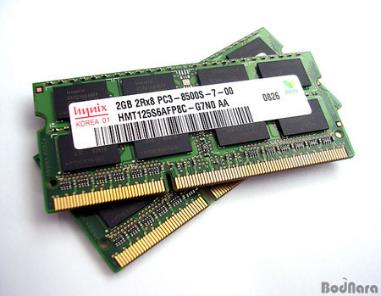 hynix
KOREA 01
2GB 2Rx8 PC3-8500S-7-00
HMT125S6AFP8C-G7N0 AA
0826
BodNara